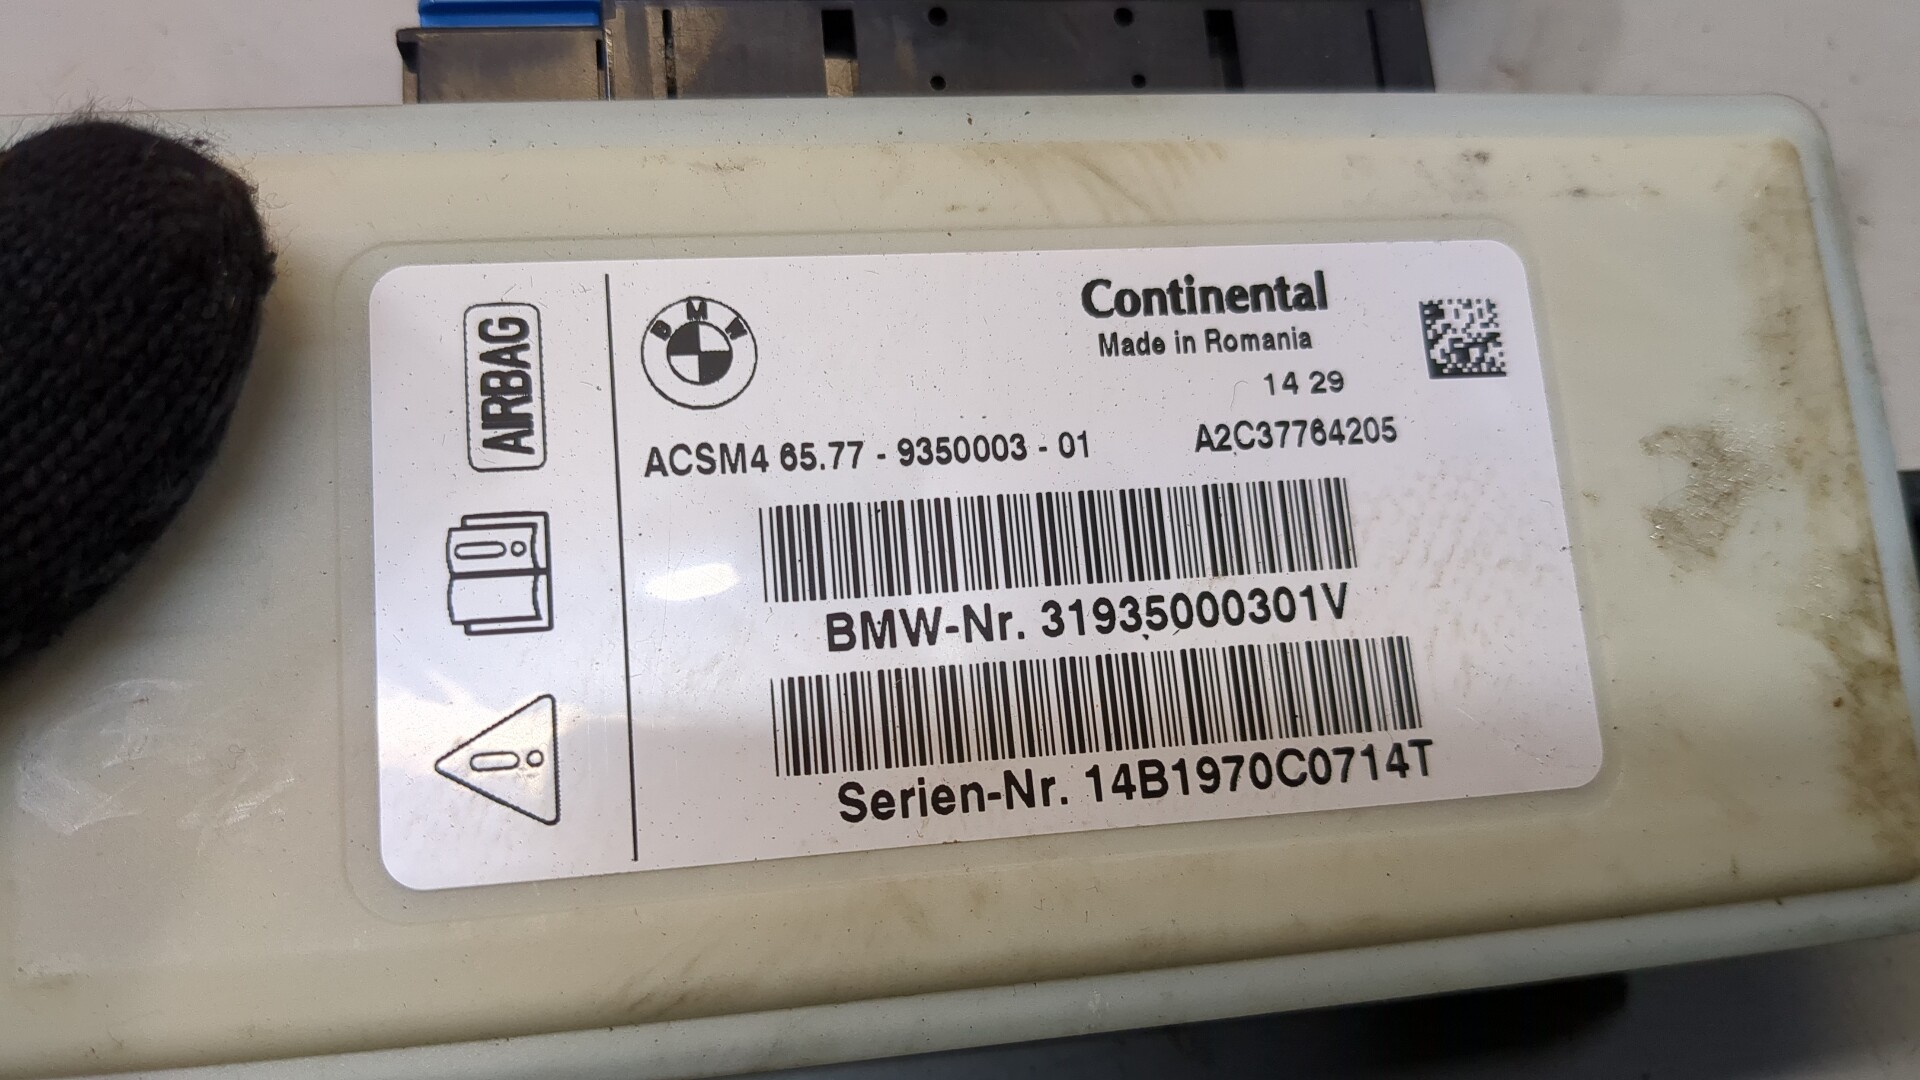 AIRBAG
BMW
Continental
Made in Romania
14 29
ACSM4 65.77 - 9350003 - 01 A2C37764205
BMW-Nr. 31935000301V
Serien-Nr. 14B1970C0714T